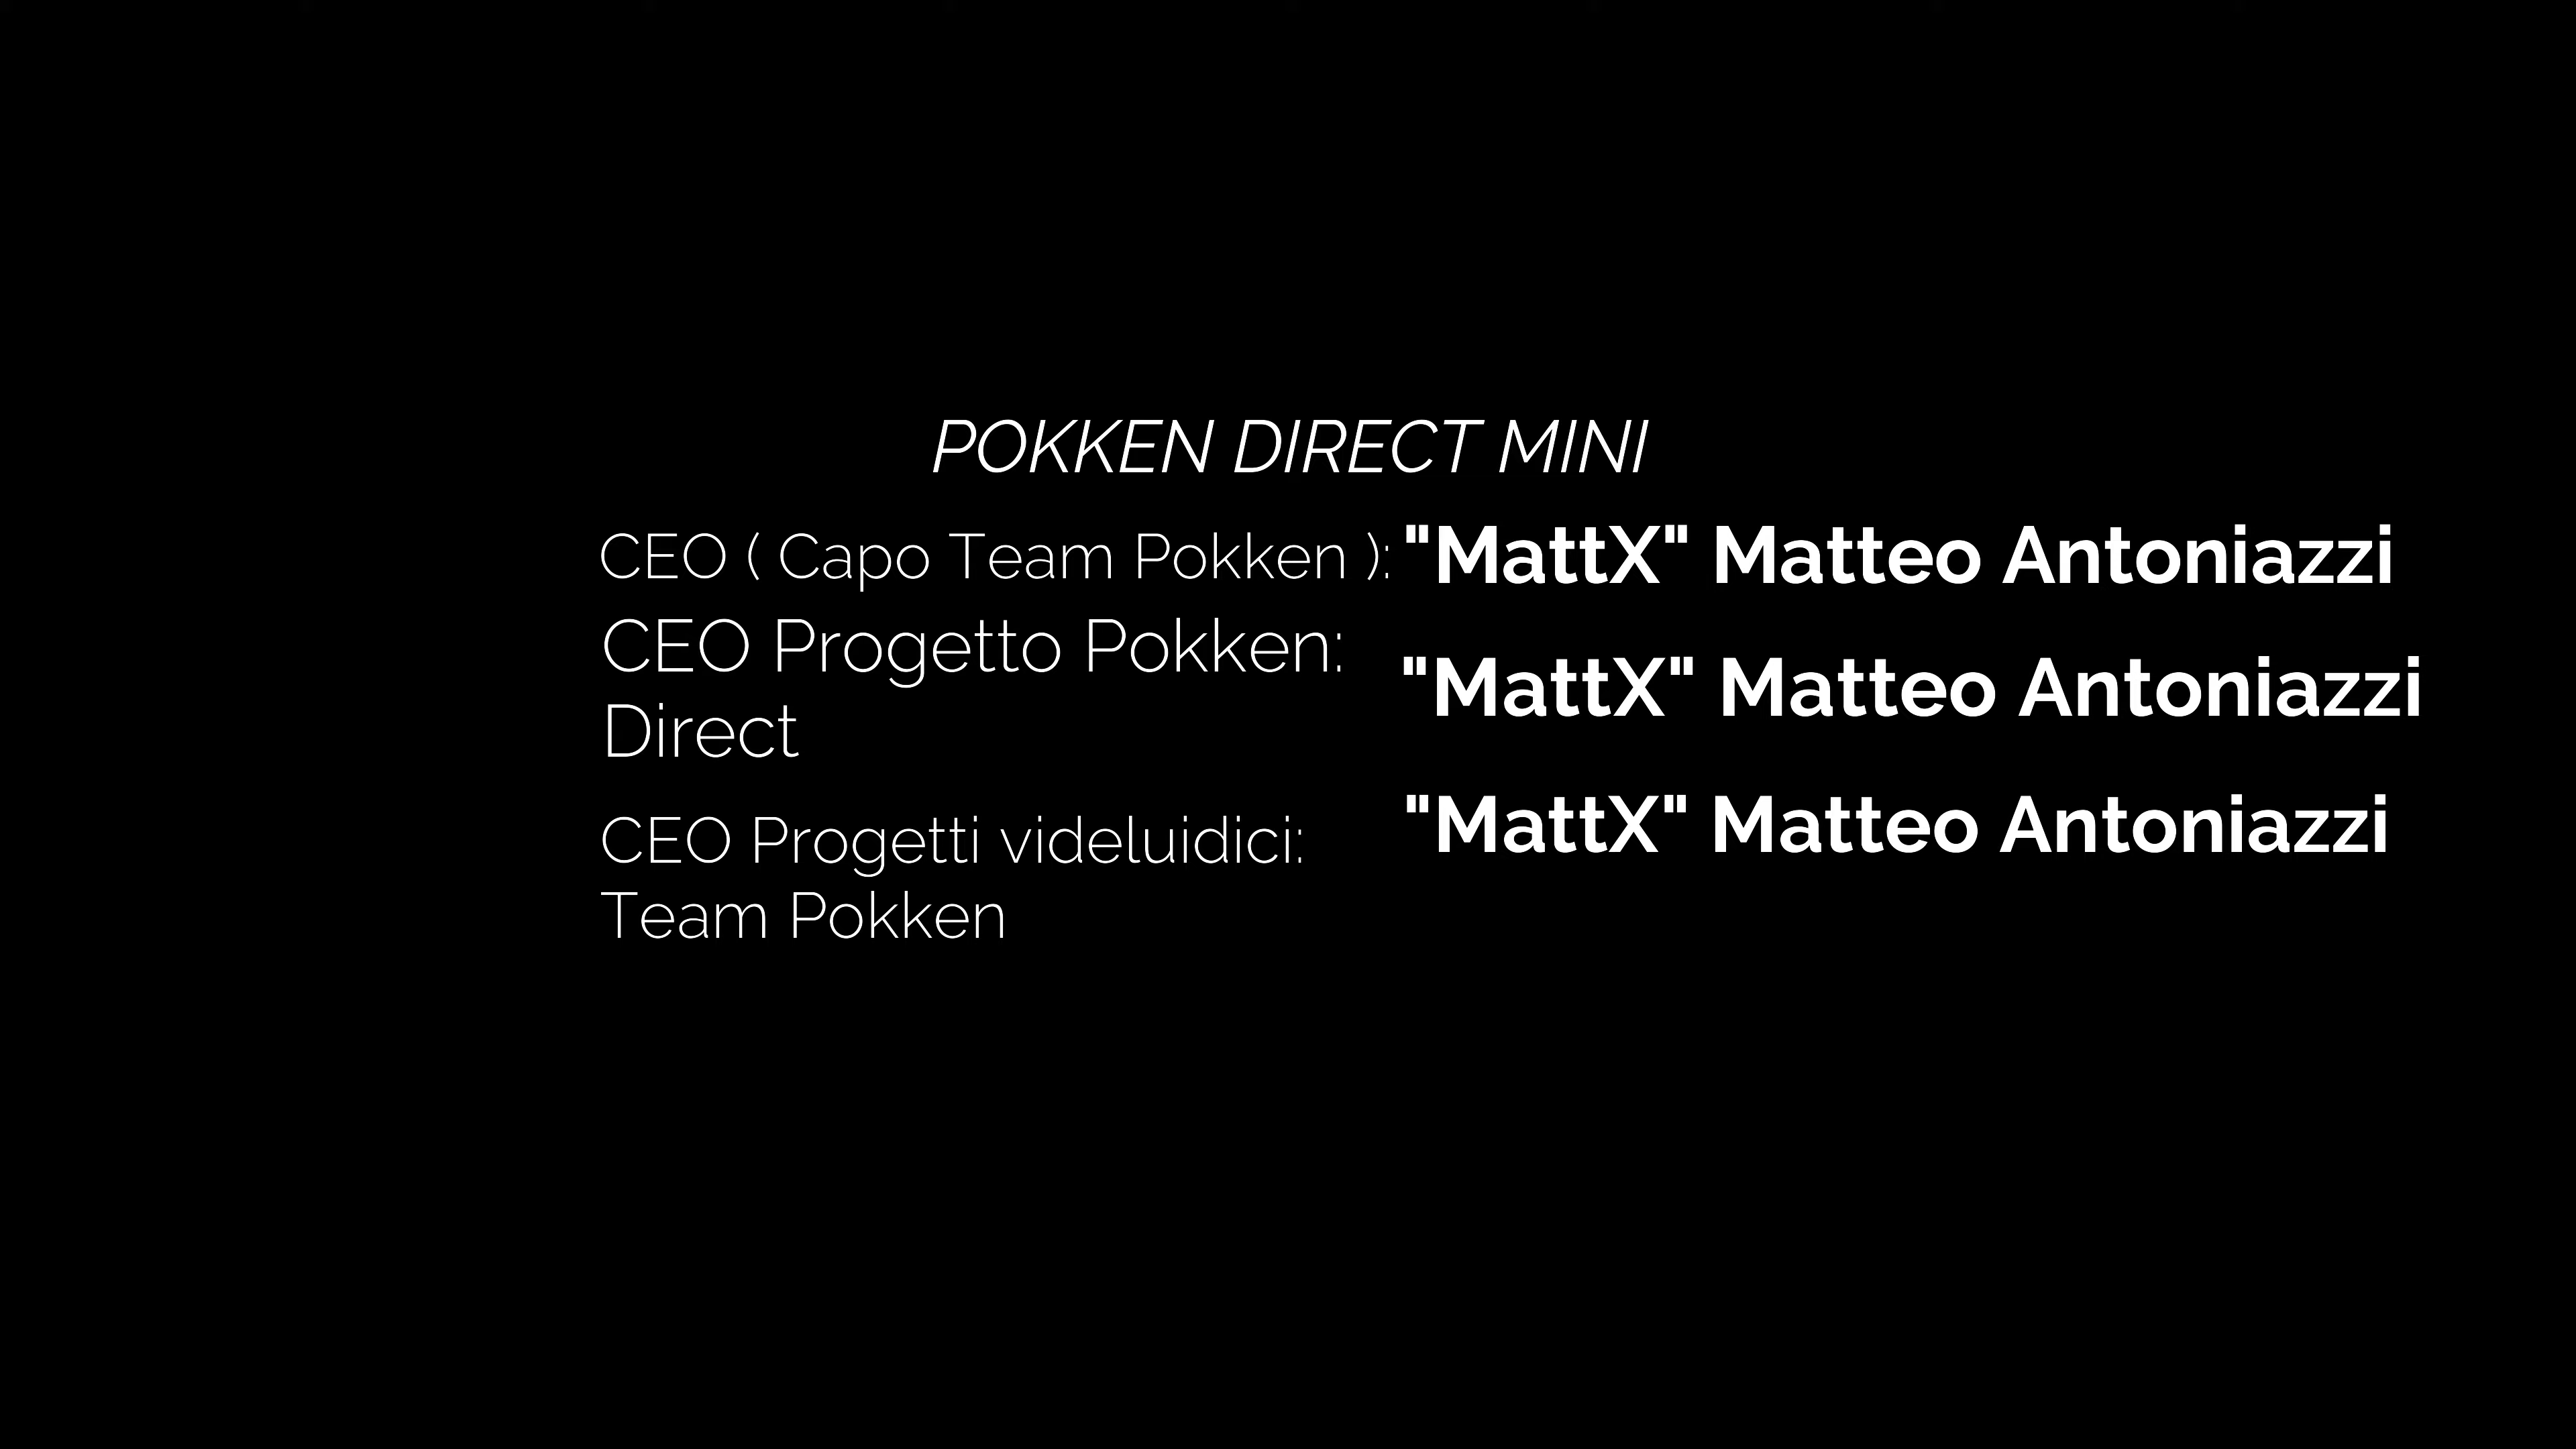 POKKEN DIRECT MINI
CEO ( Capo Team Pokken ): "MattX" Matteo Antoniazzi
CEO Progetto Pokken: "MattX" Matteo Antoniazzi
Direct
CEO Progetti videluidici: "MattX" Matteo Antoniazzi
Team Pokken